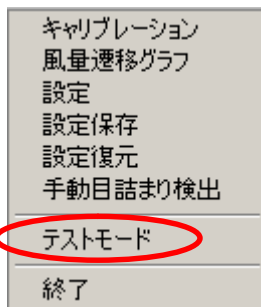 キャリブレーション
風量遷移グラフ
設定
設定保存
設定復元
手動目詰まり検出
テストモード
終了